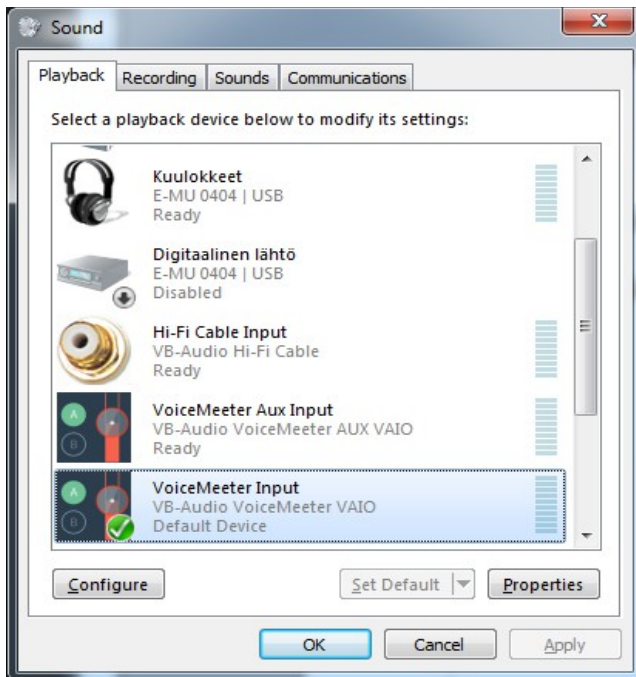 Sound
Playback Recording Sounds Communications
Select a playback device below to modify its settings:
Kuulokkeet
E-MU 0404 | USB
Ready
Digitaalinen lähtö
E-MU 0404 | USB
Disabled
Hi-Fi Cable Input
VB-Audio Hi-Fi Cable
Ready
A
B
VoiceMeeter Aux Input
VB-Audio VoiceMeeter AUX VAIO
Ready
A
B
VoiceMeeter Input
VB-Audio VoiceMeeter VAIO
Default Device
Configure Set Default Properties
OK Cancel Apply